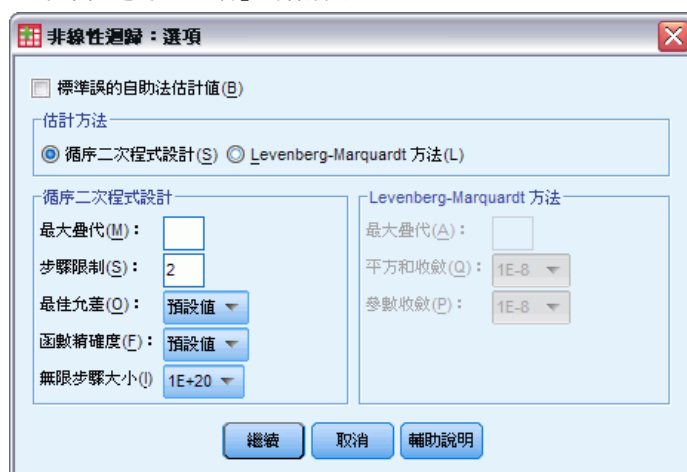 非線性迴歸：選項
標準誤的自助法估計值(B)
估計方法
循序二次程式設計(S) Levenberg-Marquardt 方法(L)
循序二次程式設計
最大疊代(M)：
步驟限制(S)： 2
最佳允差(O)： 預設值
函數精確度(F)： 預設值
無限步驟大小(I) 1E+20
Levenberg-Marquardt 方法
最大疊代(A)：
平方和收斂(Q)： 1E-8
參數收斂(P)： 1E-8
繼續 取消 輔助說明